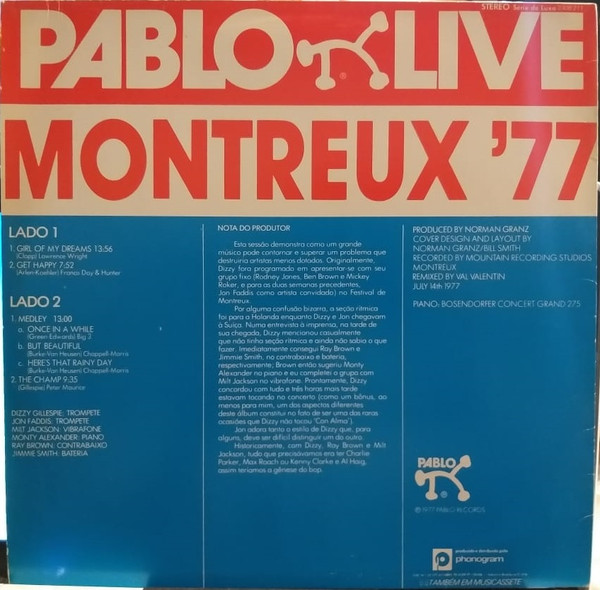 STEREO Série de Luxo
PABLO LIVE
MONTREUX '77
LADO 1
1. GIRL OF MY DREAMS 13:56
(Clapp) Lawrence Wright
2. GET HAPPY 7:52
(Arlen-Koehler) Francis Day & Hunter
LADO 2
1. MEDLEY 13:00
a. ONCE IN A WHILE
(Green-Edwards) Big 3
b. BUT BEAUTIFUL
(Burke-Van Heusen) Chappell-Morris
c. HERE'S THAT RAINY DAY
(Burke-Van Heusen) Chappell-Morris
2. THE CHAMP 9:35
(Gillespie) Peter Maurice
DIZZY GILLESPIE: TROMPETE
JON FADDIS: TROMPETE
MILT JACKSON: VIBRAFONE
MONTY ALEXANDER: PIANO
RAY BROWN: CONTRABAIXO
JIMMIE SMITH: BATERIA
NOTA DO PRODUTOR
Esta sessão demonstra como um grande
músico pode contornar e superar um problema que
destruiria artistas menos dotados. Originalmente,
Dizzy fora programado em apresentar-se com seu
grupo fixo (Rodney Jones, Ben Brown e Mickey
Roker, e para as duas semanas precedentes,
Jon Faddis como artista convidado) no Festival de
Montreux
Por alguma confusão bizarra, a seção rítmica
foi para a Holanda enquanto Dizzy e Jon chegavam
à Suíça. Numa entrevista à imprensa, na tarde de
sua chegada, Dizzy mencionou casualmente
que não tinha seção rítmica e ainda não sabia o que
fazer. Imediatamente consegui Ray Brown e
Jimmie Smith, no contrabaixo e bateria,
respectivamente; Brown então sugeriu Monty
Alexander no piano e eu completei o grupo com
Milt Jackson no vibrafone. Prontamente, Dizzy
concordou com tudo e três horas mais tarde
estavam tocando no concerto (como um bônus, ao
menos para mim, um dos aspectos diferentes
deste álbum constitui no fato de ser uma das raras
ocasiões que Dizzy não tocou "Con Alma").
Jon adora tanto o estilo de Dizzy que, para
alguns, deve ser difícil distinguir um do outro.
Historicamente, com Dizzy, Ray Brown e Milt
Jackson, tudo que precisávamos era ter Charlie
Parker, Max Roach ou Kenny Clarke e Al Haig,
assim teríamos a gênese do bop.
PRODUCED BY NORMAN GRANZ
COVER DESIGN AND LAYOUT BY
NORMAN GRANZ/BILL SMITH
RECORDED BY MOUNTAIN RECORDING STUDIOS
MONTREUX
REMIXED BY VAL VALENTIN
JULY 14th 1977
PIANO: BOSENDORFER CONCERT GRAND 275
PABLO
© 1977 PABLO RECORDS
produzido e distribuído pela
phonogram
TAMBÉM EM MUSICASSETE